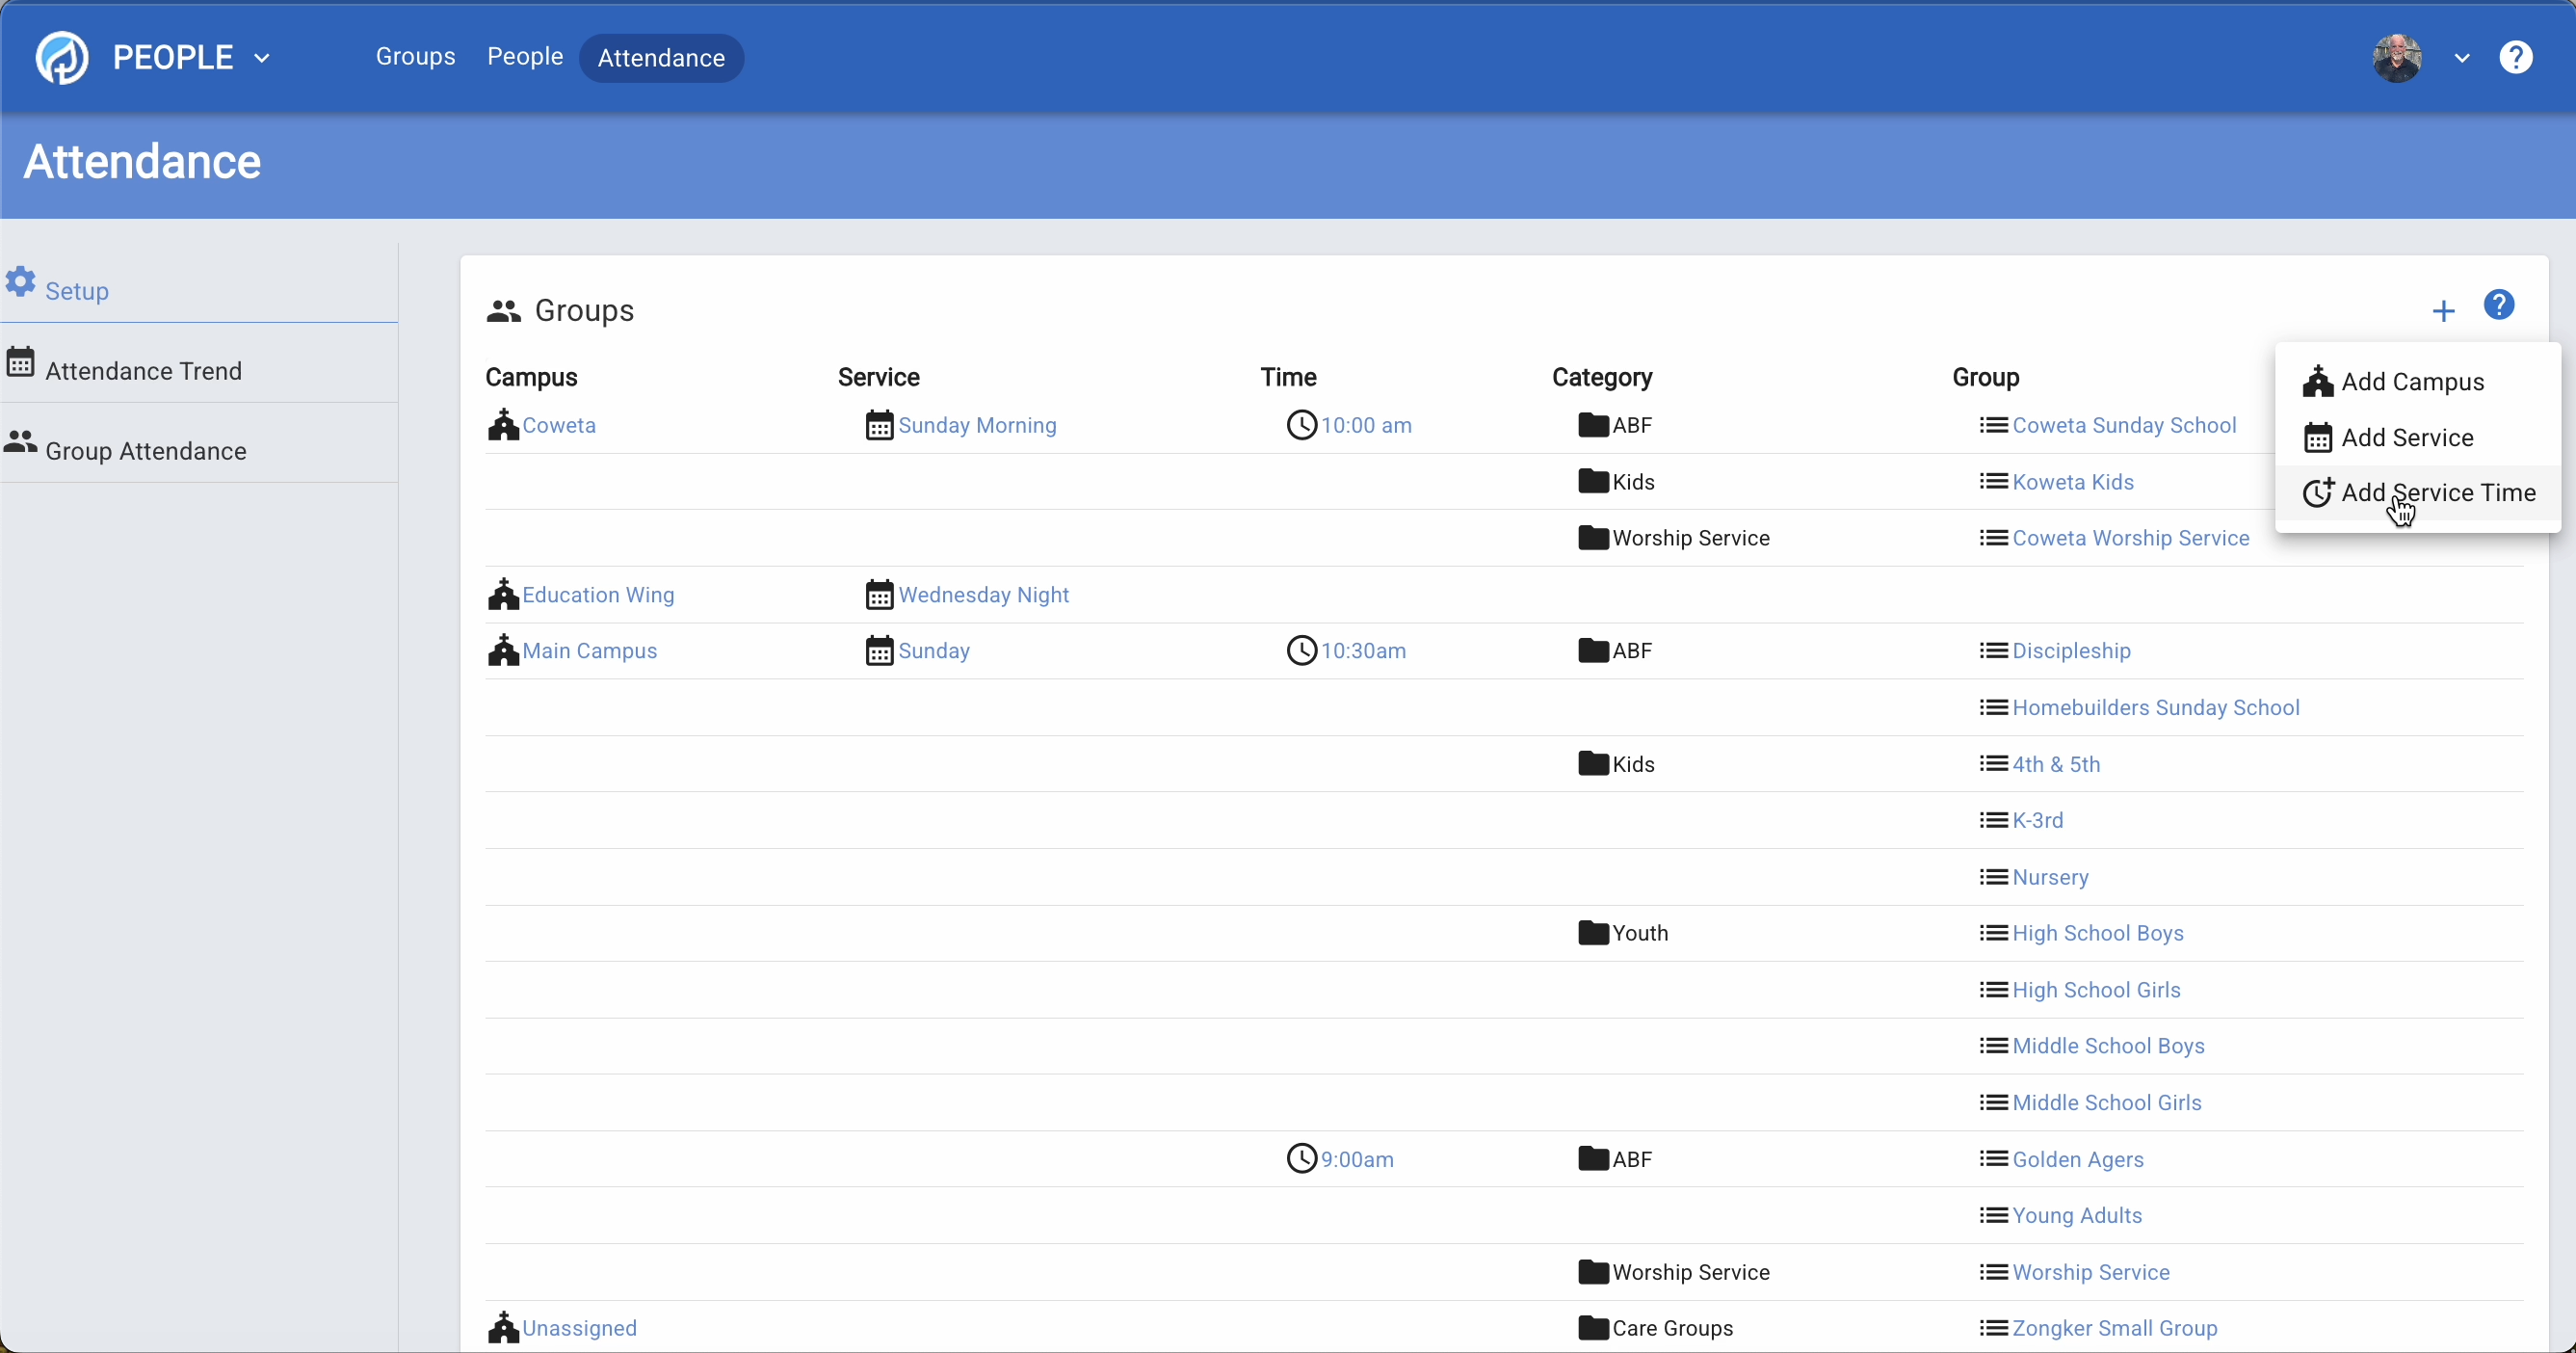 PEOPLE Groups People Attendance ?
Attendance
Setup
Attendance Trend
Group Attendance
Groups + ?
Campus Service Time Category Group
Coweta Sunday Morning 10:00 am ABF Coweta Sunday School
Kids Koweta Kids
Worship Service Coweta Worship Service
Education Wing Wednesday Night
Main Campus Sunday 10:30am ABF Discipleship
Homebuilders Sunday School
Kids 4th & 5th
K-3rd
Nursery
Youth High School Boys
High School Girls
Middle School Boys
Middle School Girls
9:00am ABF Golden Agers
Young Adults
Worship Service Worship Service
Unassigned Care Groups Zongker Small Group
Add Campus
Add Service
Add Service Time